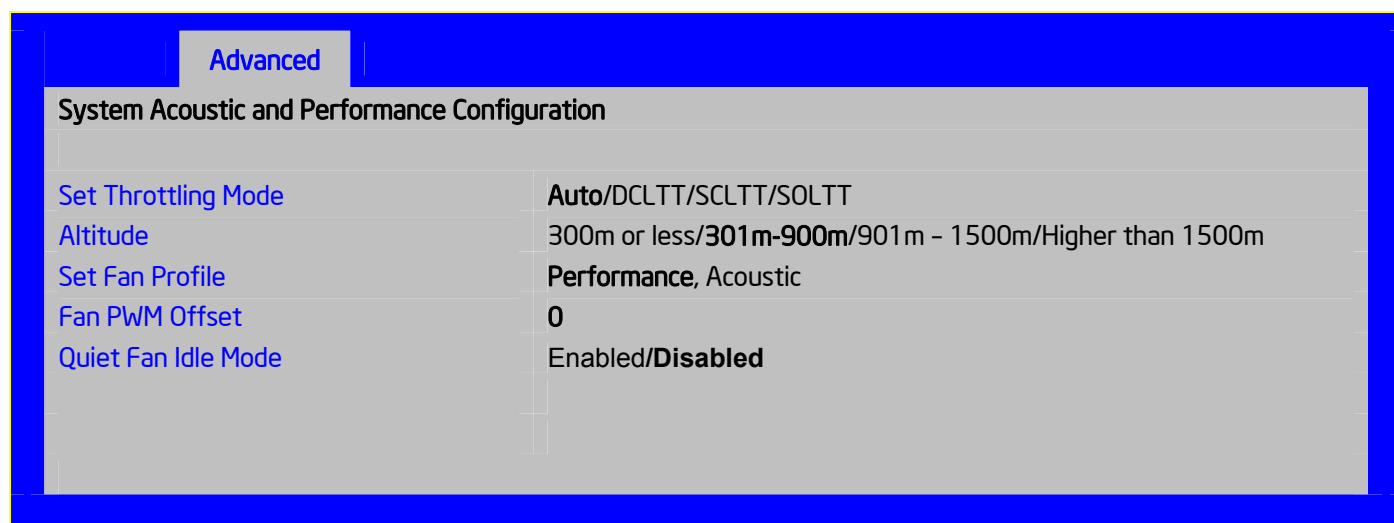 Advanced
System Acoustic and Performance Configuration
Set Throttling Mode Auto/DCLTT/SCLTT/SOLTT
Altitude 300m or less/301m-900m/901m – 1500m/Higher than 1500m
Set Fan Profile Performance, Acoustic
Fan PWM Offset 0
Quiet Fan Idle Mode Enabled/Disabled